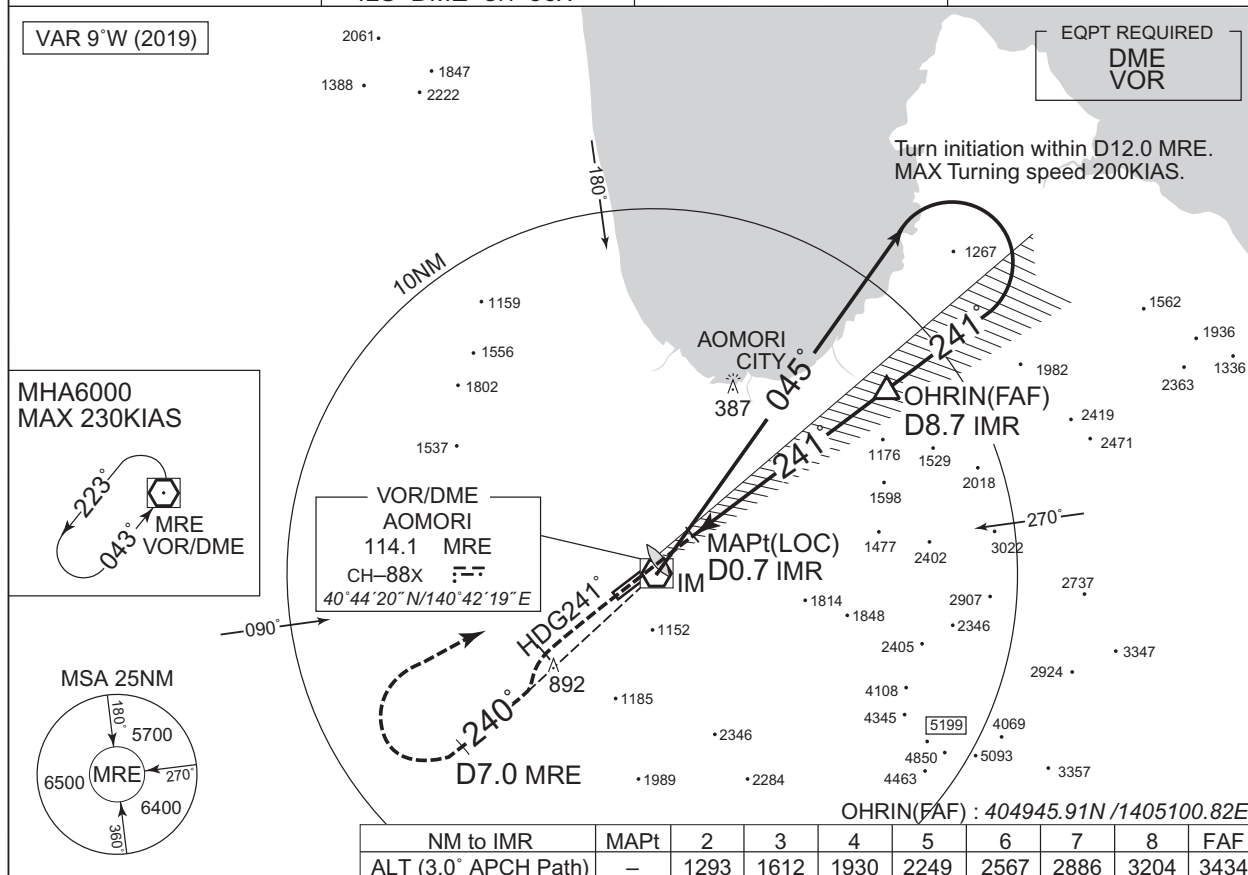 VAR 9°W (2019)
EQPT REQUIRED
DME
VOR
2061
1847
1388
2222
Turn initiation within D12.0 MRE.
MAX Turning speed 200KIAS.
180°
10NM
1267
1159
1562
1936
1556
AOMORI
CITY
241°
1336
1982
2363
1802
387
045°
OHRIN(FAF)
D8.7 IMR
2419
2471
MHA6000
MAX 230KIAS
1537
241°
1176
1529
2018
223°
043°
MRE
VOR/DME
VOR/DME
AOMORI
114.1 MRE
CH–88X
40°44´20˝N/140°42´19˝E
1598
270°
1477
2402
3022
MAPt(LOC)
D0.7 IMR
IM
2737
HDG241°
1814
1848
2907
2346
090°
1152
2405
3347
2924
892
MSA 25NM
180°
5700
MRE
270°
6500
6400
360°
240°
1185
4108
4345
5199
4069
2346
4850
5093
D7.0 MRE
1989
2284
4463
3357
OHRIN(FAF) : 404945.91N /1405100.82E
NM to IMR MAPt 2 3 4 5 6 7 8 FAF
ALT (3.0° APCH Path) – 1293 1612 1930 2249 2567 2886 3204 3434